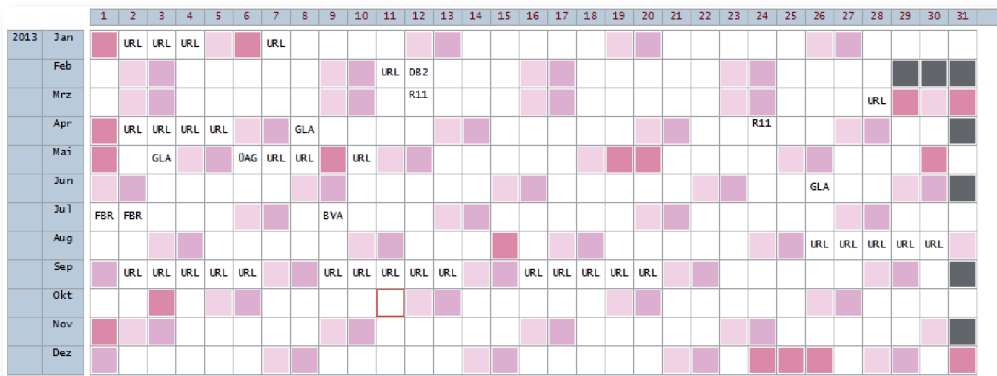 1 2 3 4 5 6 7 8 9 10 11 12 13 14 15 16 17 18 19 20 21 22 23 24 25 26 27 28 29 30 31
2013 Jan URL URL URL URL
Feb URL DB2
Mrz R11 URL
Apr URL URL URL URL GLA R11
Mai GLA ÜAG URL URL URL
Jun GLA
Jul FBR FBR BVA
Aug URL URL URL URL URL
Sep URL URL URL URL URL URL URL URL URL URL URL URL URL URL URL
Okt
Nov
Dez